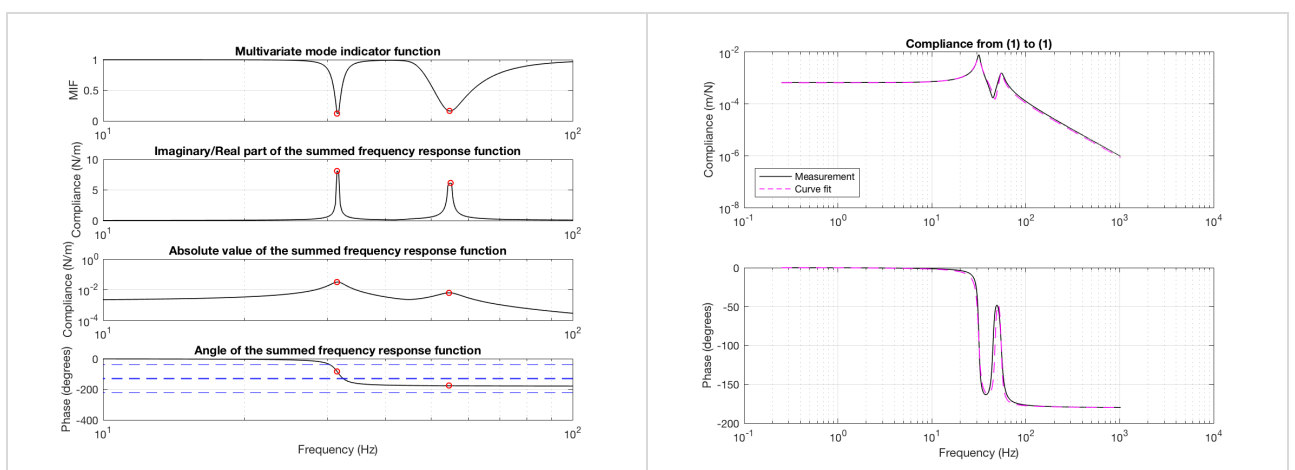 Multivariate mode indicator function
1
0.5
0
MIF
10^1
10^2
Imaginary/Real part of the summed frequency response function
10
5
0
Compliance (N/m)
10^1
10^2
Absolute value of the summed frequency response function
10^0
10^-2
10^-4
Compliance (N/m)
10^1
10^2
Angle of the summed frequency response function
0
-200
-400
Phase (degrees)
10^1
10^2
Frequency (Hz)
Compliance from (1) to (1)
10^-2
10^-4
10^-6
10^-8
Compliance (m/N)
Measurement
Curve fit
10^-1
10^0
10^1
10^2
10^3
10^4
0
-50
-100
-150
-200
Phase (degrees)
10^-1
10^0
10^1
10^2
10^3
10^4
Frequency (Hz)